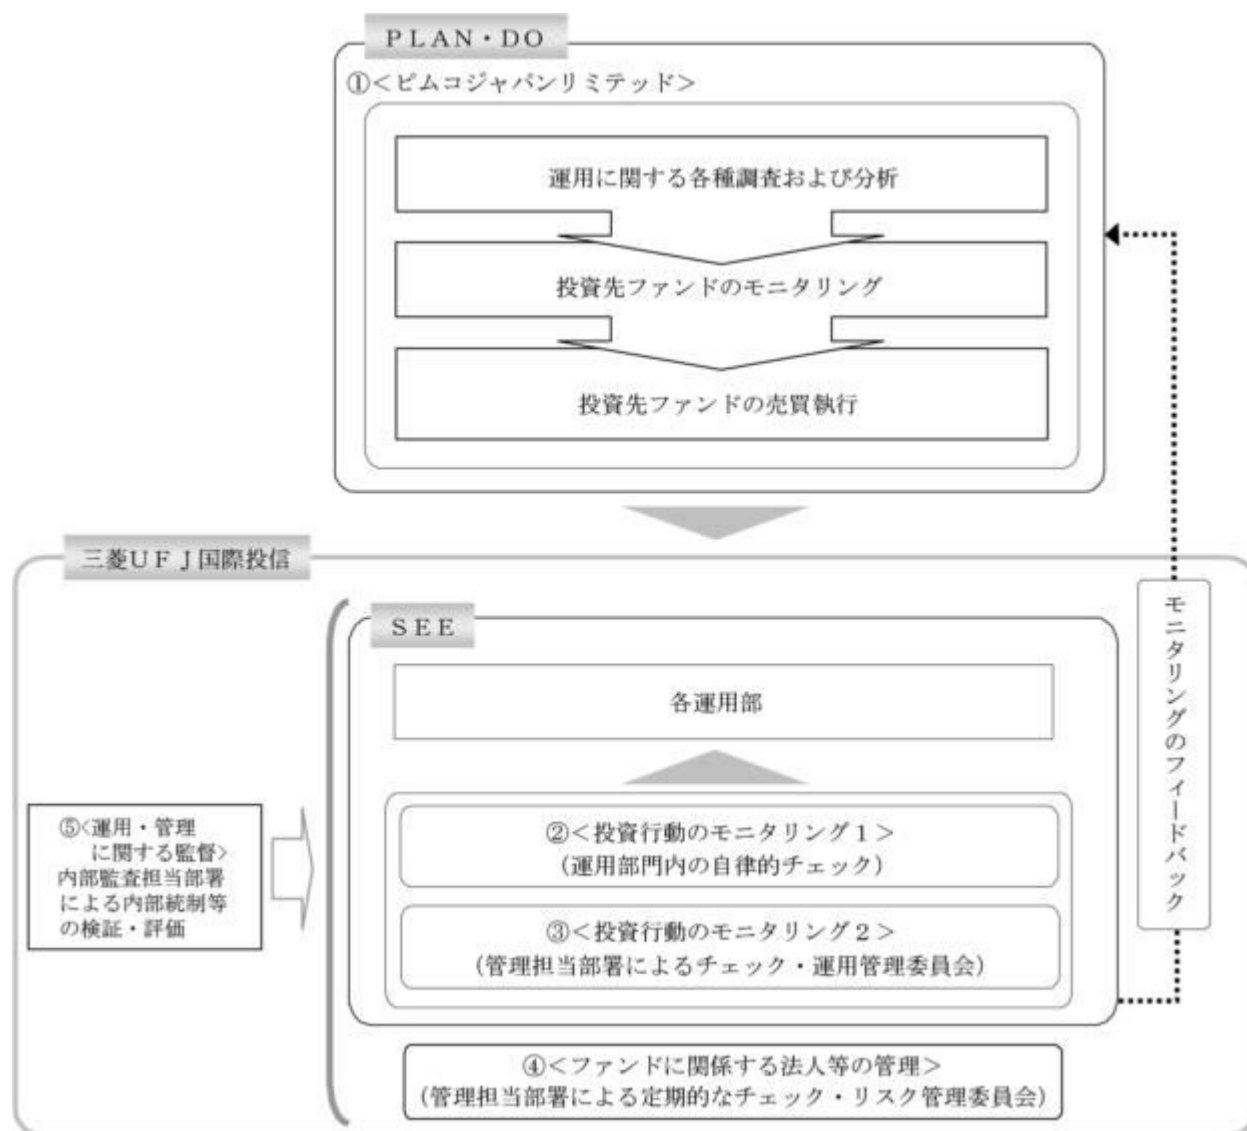 PLAN・DO
①＜ピムコジャパンリミテッド＞
運用に関する各種調査および分析
投資先ファンドのモニタリング
投資先ファンドの売買執行
三菱UFJ国際投信
SEE
各運用部
②＜投資行動のモニタリング1＞
（運用部門内の自律的チェック）
③＜投資行動のモニタリング2＞
（管理担当部署によるチェック・運用管理委員会）
④＜ファンドに関係する法人等の管理＞
（管理担当部署による定期的なチェック・リスク管理委員会）
⑤＜運用・管理
に関する監督＞
内部監査担当部署
による内部統制等
の検証・評価
モニタリングのフィードバック